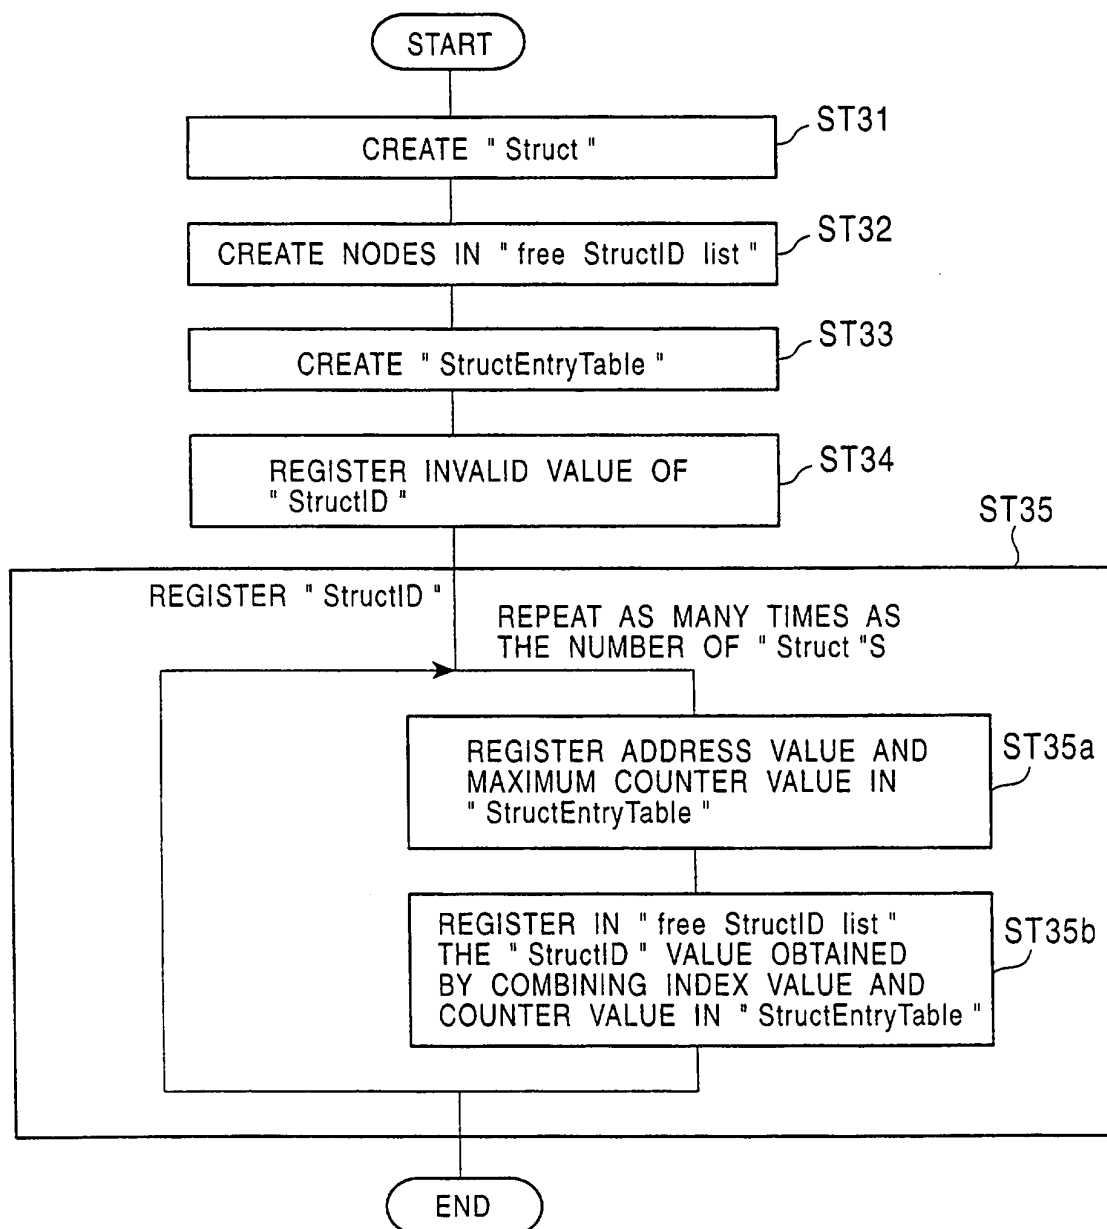 START
CREATE "Struct"
ST31
CREATE NODES IN "free StructID list"
ST32
CREATE "StructEntryTable"
ST33
REGISTER INVALID VALUE OF
"StructID"
ST34
ST35
REGISTER "StructID"
REPEAT AS MANY TIMES AS
THE NUMBER OF "Struct"S
REGISTER ADDRESS VALUE AND
MAXIMUM COUNTER VALUE IN
"StructEntryTable"
ST35a
REGISTER IN "free StructID list"
THE "StructID" VALUE OBTAINED
BY COMBINING INDEX VALUE AND
COUNTER VALUE IN "StructEntryTable"
ST35b
END